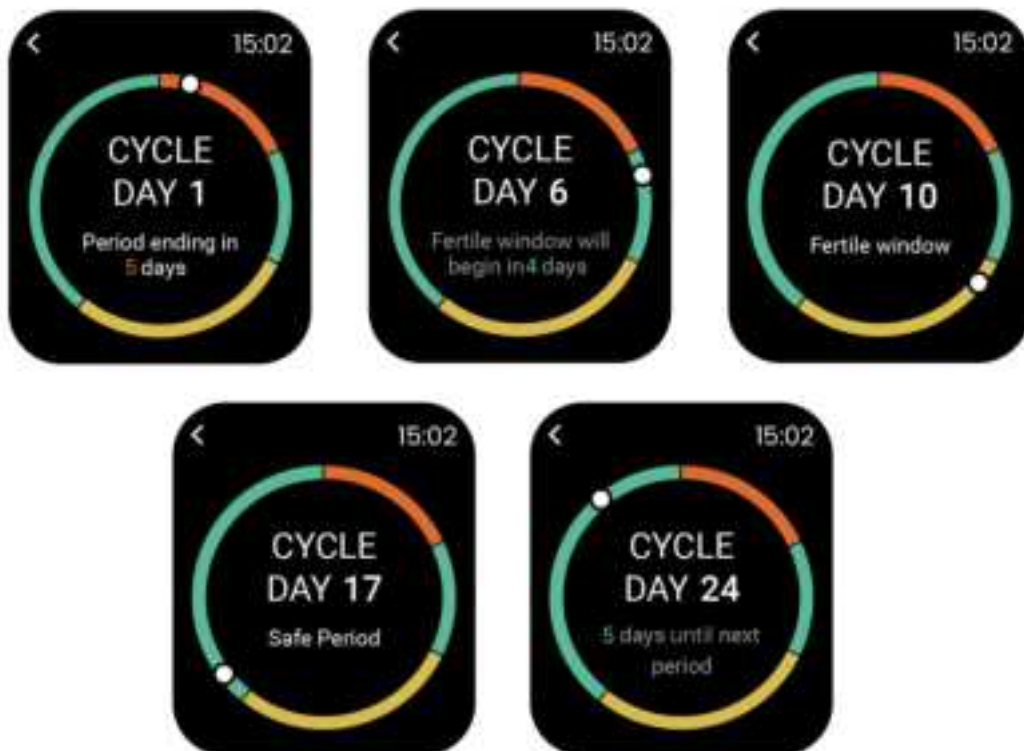 15:02
CYCLE
DAY 1
Period ending in
5 days
15:02
CYCLE
DAY 6
Fertile window will
begin in4 days
15:02
CYCLE
DAY 10
Fertile window
15:02
CYCLE
DAY 17
Safe Period
15:02
CYCLE
DAY 24
5 days until next
period